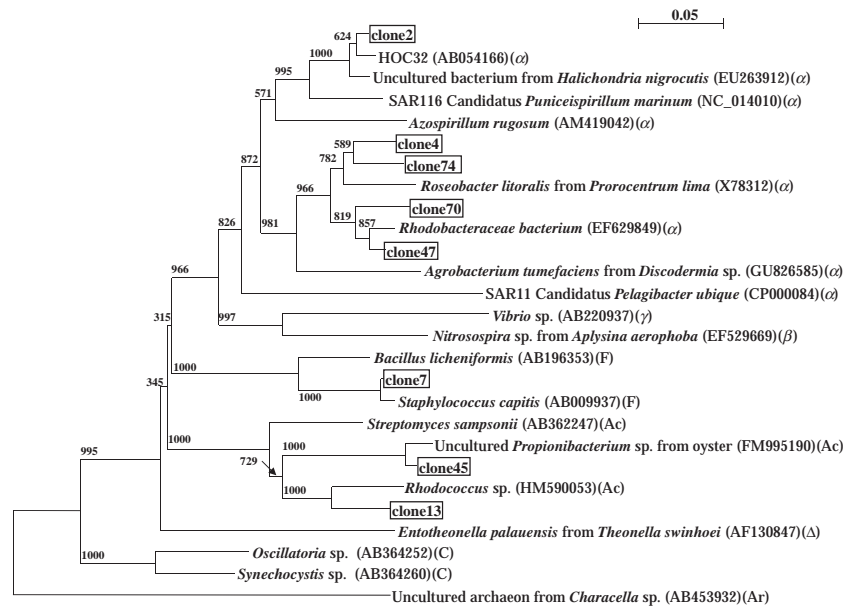 0.05
624
clone2
1000
HOC32 (AB054166)(α)
995
Uncultured bacterium from Halichondria nigrocutis (EU263912)(α)
571
SAR116 Candidatus Puniceispirillum marinum (NC_014010)(α)
Azospirillum rugosum (AM419042)(α)
589
clone4
872
782
clone74
966
Roseobacter litoralis from Prorocentrum lima (X78312)(α)
clone70
826
981
819
857
Rhodobacteraceae bacterium (EF629849)(α)
clone47
966
Agrobacterium tumefaciens from Discodermia sp. (GU826585)(α)
SAR11 Candidatus Pelagibacter ubique (CP000084)(α)
315
997
Vibrio sp. (AB220937)(γ)
Nitrosospira sp. from Aplysina aerophoba (EF529669)(β)
Bacillus licheniformis (AB196353)(F)
1000
345
clone7
1000
Staphylococcus capitis (AB009937)(F)
Streptomyces sampsonii (AB362247)(Ac)
1000
1000
Uncultured Propionibacterium sp. from oyster (FM995190)(Ac)
995
729
clone45
1000
Rhodococcus sp. (HM590053)(Ac)
clone13
Entotheonella palauensis from Theonella swinhoei (AF130847)(Δ)
1000
Oscillatoria sp. (AB364252)(C)
Synechocystis sp. (AB364260)(C)
Uncultured archaeon from Characella sp. (AB453932)(Ar)